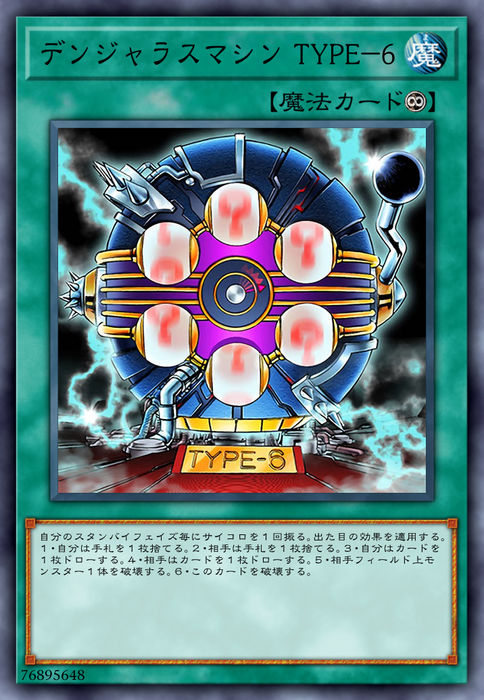 デンジャラスマシン TYPE−6
魔
【魔法カード】
TYPE-6
自分のスタンバイフェイズ毎にサイコロを1回振る。出た目の効果を適用する。
1・自分は手札を1枚捨てる。2・相手は手札を1枚捨てる。3・自分はカードを
1枚ドローする。4・相手はカードを1枚ドローする。5・相手フィールド上モ
ンスター1体を破壊する。6・このカードを破壊する。
76895648